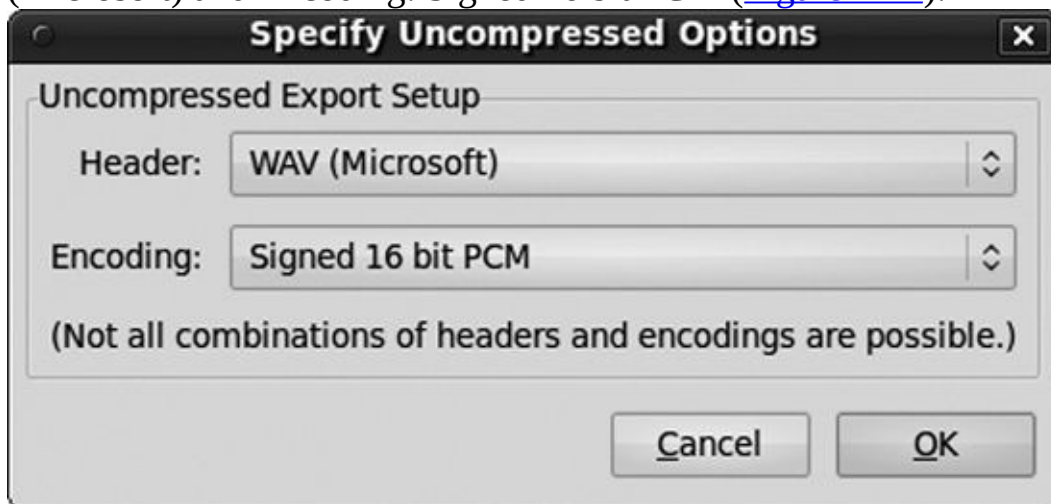 Specify Uncompressed Options
Uncompressed Export Setup
Header: WAV (Microsoft)
Encoding: Signed 16 bit PCM
(Not all combinations of headers and encodings are possible.)
Cancel OK